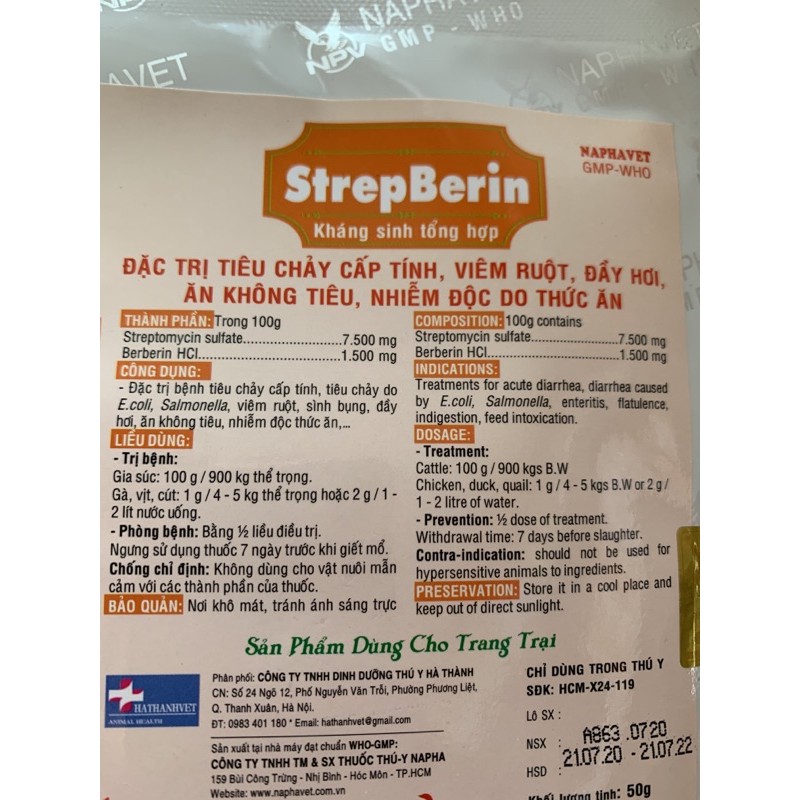 NPV GMP - WHO
NAPHAVET
AVET
StrepBerin
Kháng sinh tổng hợp
NAPHAVET
GMP-WHO
ĐẶC TRỊ TIÊU CHẢY CẤP TÍNH, VIÊM RUỘT, ĐẦY HƠI,
ĂN KHÔNG TIÊU, NHIỄM ĐỘC DO THỨC ĂN
THÀNH PHẦN: Trong 100g
Streptomycin sulfate..................7.500 mg
Berberin HCl..........................1.500 mg
CÔNG DỤNG:
- Đặc trị bệnh tiêu chảy cấp tính, tiêu chảy do
E.coli, Salmonella, viêm ruột, sình bụng, đầy
hơi, ăn không tiêu, nhiễm độc thức ăn,...
LIỀU DÙNG:
- Trị bệnh:
Gia súc: 100 g / 900 kg thể trọng.
Gà, vịt, cút: 1 g / 4 - 5 kg thể trọng hoặc 2 g / 1 -
2 lít nước uống.
- Phòng bệnh: Bằng ½ liều điều trị.
Ngưng sử dụng thuốc 7 ngày trước khi giết mổ.
Chống chỉ định: Không dùng cho vật nuôi mẫn
cảm với các thành phần của thuốc.
BẢO QUẢN: Nơi khô mát, tránh ánh sáng trực
COMPOSITION: 100g contains
Streptomycin sulfate..................7.500 mg
Berberin HCl..........................1.500 mg
INDICATIONS:
Treatments for acute diarrhea, diarrhea caused
by E.coli, Salmonella, enteritis, flatulence,
indigestion, feed intoxication.
DOSAGE:
- Treatment:
Cattle: 100 g / 900 kgs B.W
Chicken, duck, quail: 1 g / 4 - 5 kgs B.W or 2 g /
1 - 2 litre of water.
- Prevention: ½ dose of treatment.
Withdrawal time: 7 days before slaughter.
Contra-indication: should not be used for
hypersensitive animals to ingredients.
PRESERVATION: Store it in a cool place and
keep out of direct sunlight.
Sản Phẩm Dùng Cho Trang Trại
HATHANHVET
ANIMAL HEALTH
Phân phối: CÔNG TY TNHH DINH DƯỠNG THÚ Y HÀ THÀNH
CN: Số 24 Ngõ 12, Phố Nguyễn Văn Trỗi, Phường Phương Liệt,
Q. Thanh Xuân, Hà Nội.
ĐT: 0983 401 180 * Email: hathanhvet@gmail.com
Sản xuất tại nhà máy đạt chuẩn WHO-GMP:
CÔNG TY TNHH TM & SX THUỐC THÚ-Y NAPHA
159 Bùi Công Trừng - Nhị Bình - Hóc Môn - TP.HCM
Website: www.naphavet.com.vn
CHỈ DÙNG TRONG THÚ Y
SĐK: HCM-X24-119
Lô SX :
NSX : A863 .0720
HSD : 21.07.20 - 21.07.22
Khối lượng tịnh: 50g